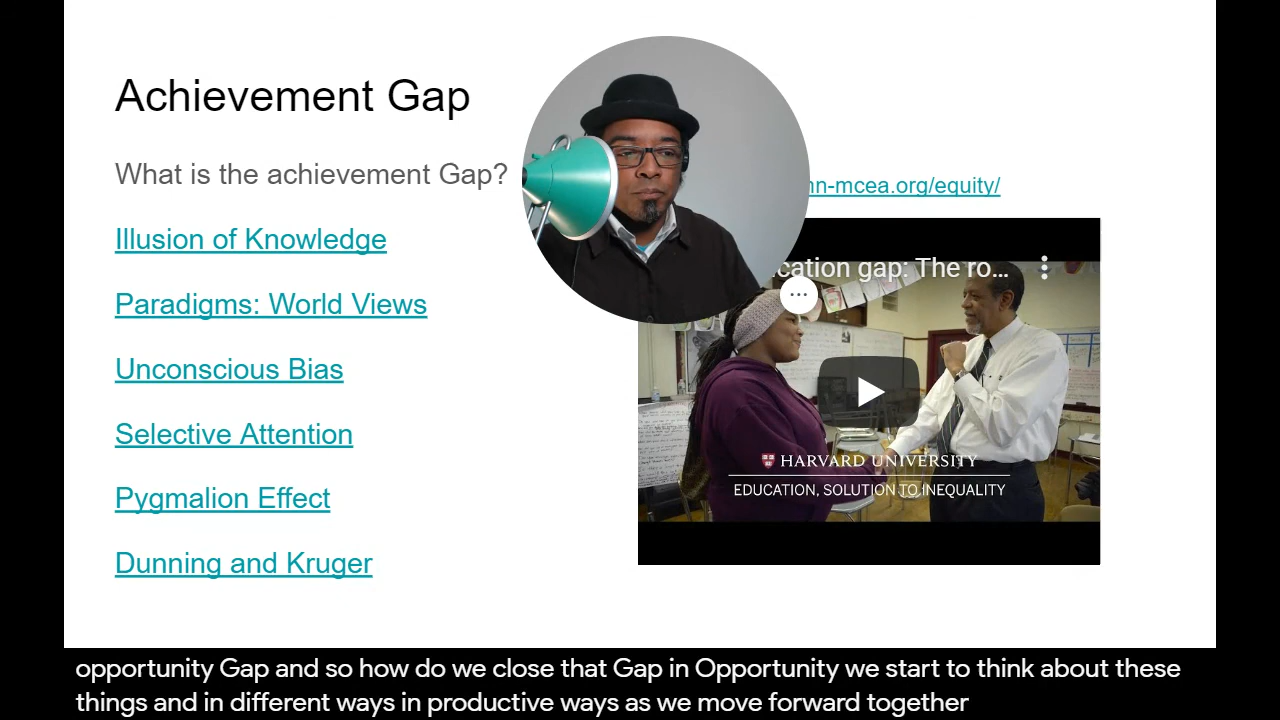 Achievement Gap
What is the achievement Gap?
Illusion of Knowledge
Paradigms: World Views
Unconscious Bias
Selective Attention
Pygmalion Effect
Dunning and Kruger
nn-mcea.org/equity/
cation gap: The ro...
HARVARD UNIVERSITY
EDUCATION, SOLUTION TO INEQUALITY
opportunity Gap and so how do we close that Gap in Opportunity we start to think about these
things and in different ways in productive ways as we move forward together